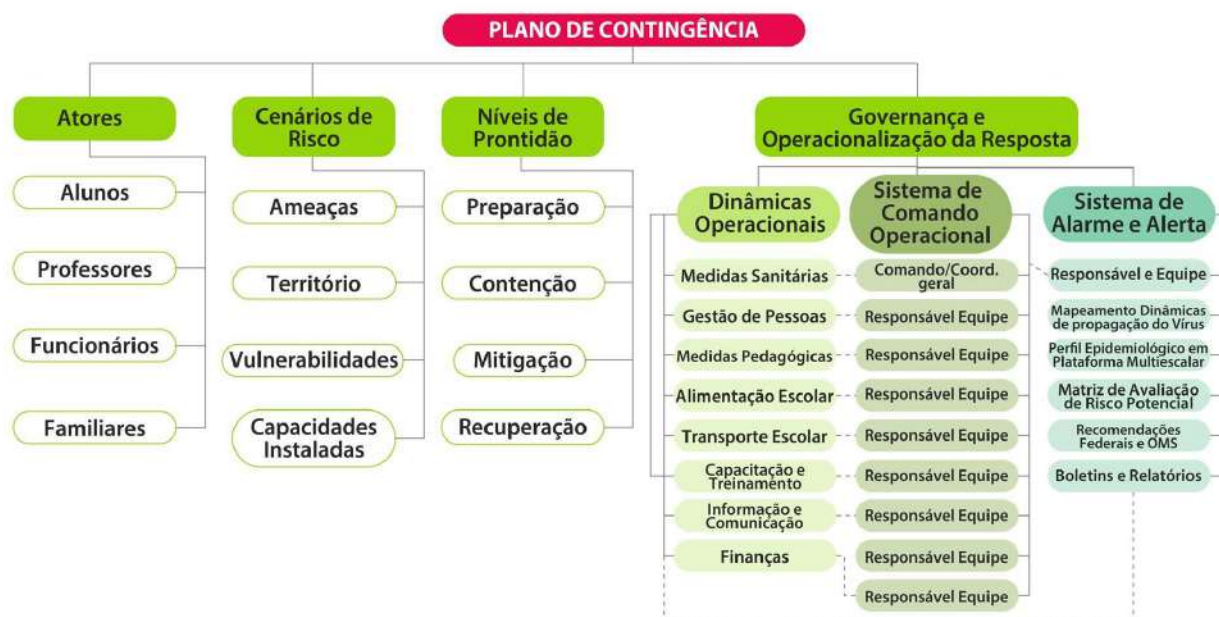 PLANO DE CONTINGÊNCIA
Atores
Alunos
Professores
Funcionários
Familiares
Cenários de
Risco
Ameaças
Território
Vulnerabilidades
Capacidades
Instaladas
Níveis de
Prontidão
Preparação
Contenção
Mitigação
Recuperação
Governança e
Operacionalização da Resposta
Dinâmicas
Operacionais
Medidas Sanitárias
Gestão de Pessoas
Medidas Pedagógicas
Alimentação Escolar
Transporte Escolar
Capacitação e
Treinamento
Informação e
Comunicação
Finanças
Sistema de
Comando
Operacional
Comando/Coord.
geral
Responsável Equipe
Responsável Equipe
Responsável Equipe
Responsável Equipe
Responsável Equipe
Responsável Equipe
Responsável Equipe
Responsável Equipe
Sistema de
Alarme e Alerta
Responsável e Equipe
Mapeamento Dinâmicas
de propagação do Vírus
Perfil Epidemiológico em
Plataforma Multiescalar
Matriz de Avaliação
de Risco Potencial
Recomendações
Federais e OMS
Boletins e Relatórios